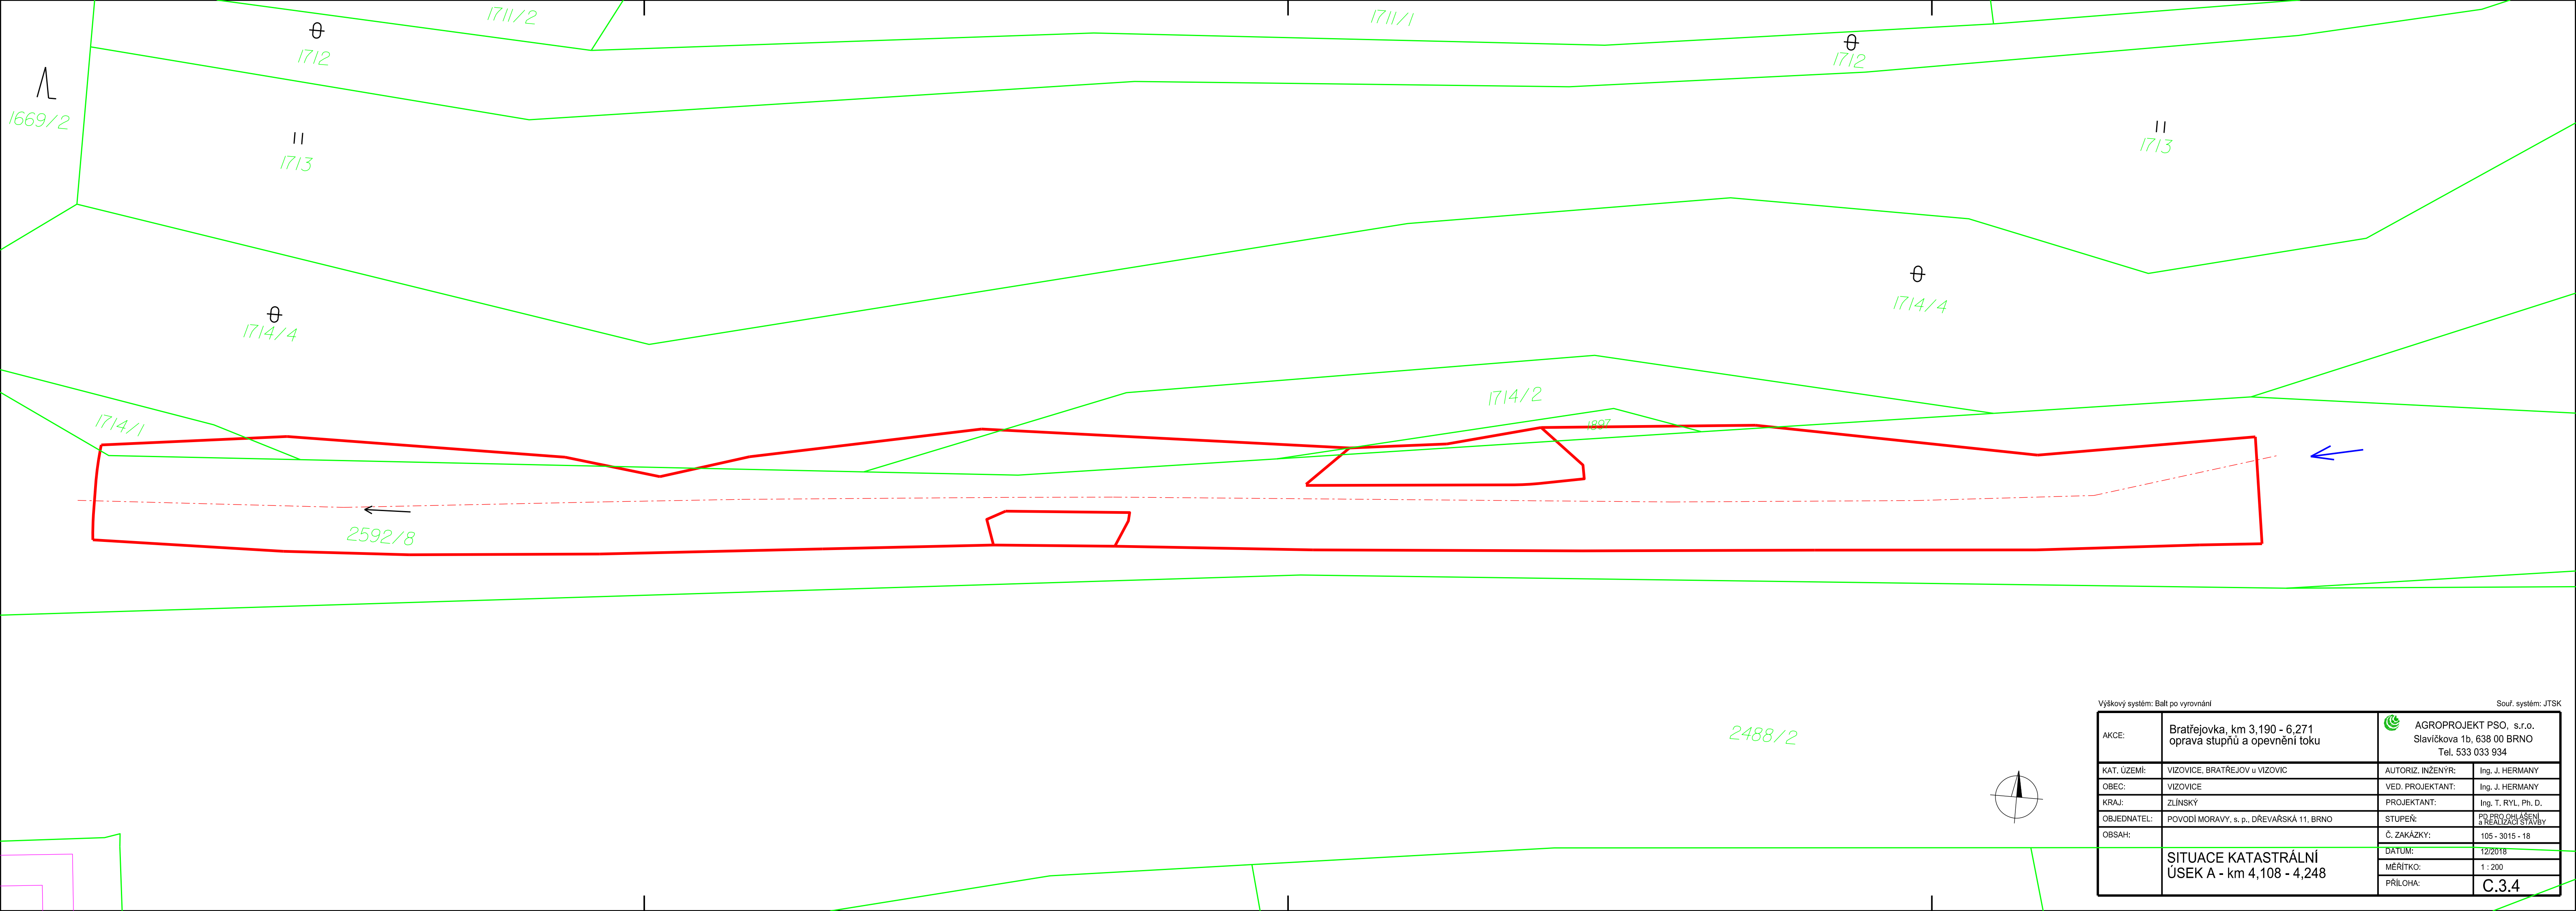 1711/2
1711/1
1712
1712
1669/2
1713
1713
1714/4
1714/4
1714/2
1714/1
1897
2592/8
2488/2
Výškový systém: Balt po vyrovnání
Souř. systém: JTSK
AKCE:
Bratřejovka, km 3,190 - 6,271
oprava stupňů a opevnění toku
AGROPROJEKT PSO, s.r.o.
Slavíčkova 1b, 638 00 BRNO
Tel. 533 033 934
KAT. ÚZEMÍ: VIZOVICE, BRATŘEJOV u VIZOVIC
AUTORIZ. INŽENÝR: Ing. J. HERMANY
OBEC: VIZOVICE
VED. PROJEKTANT: Ing. J. HERMANY
KRAJ: ZLÍNSKÝ
PROJEKTANT: Ing. T. RYL, Ph. D.
OBJEDNATEL: POVODÍ MORAVY, s. p., DŘEVAŘSKÁ 11, BRNO
STUPEŇ: PD PRO OHLÁŠENÍ
a REALIZACI STAVBY
OBSAH:
Č. ZAKÁZKY: 105 - 3015 - 18
SITUACE KATASTRÁLNÍ
ÚSEK A - km 4,108 - 4,248
DATUM: 12/2018
MĚŘÍTKO: 1 : 200
PŘÍLOHA: C.3.4